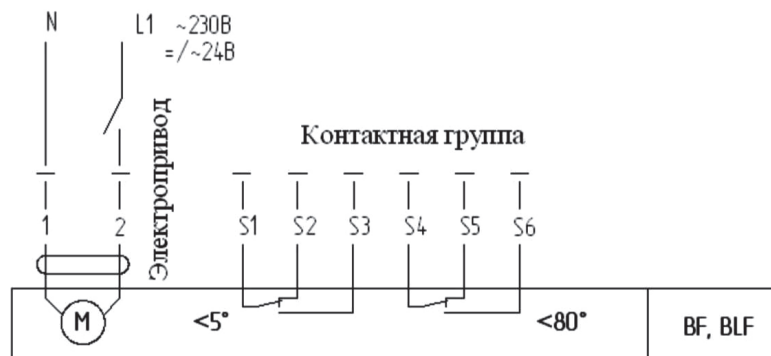 N L1 ~230В
=/~24В
Электропривод
Контактная группа
1 2 S1 S2 S3 S4 S5 S6
M <5° <80° BF, BLF